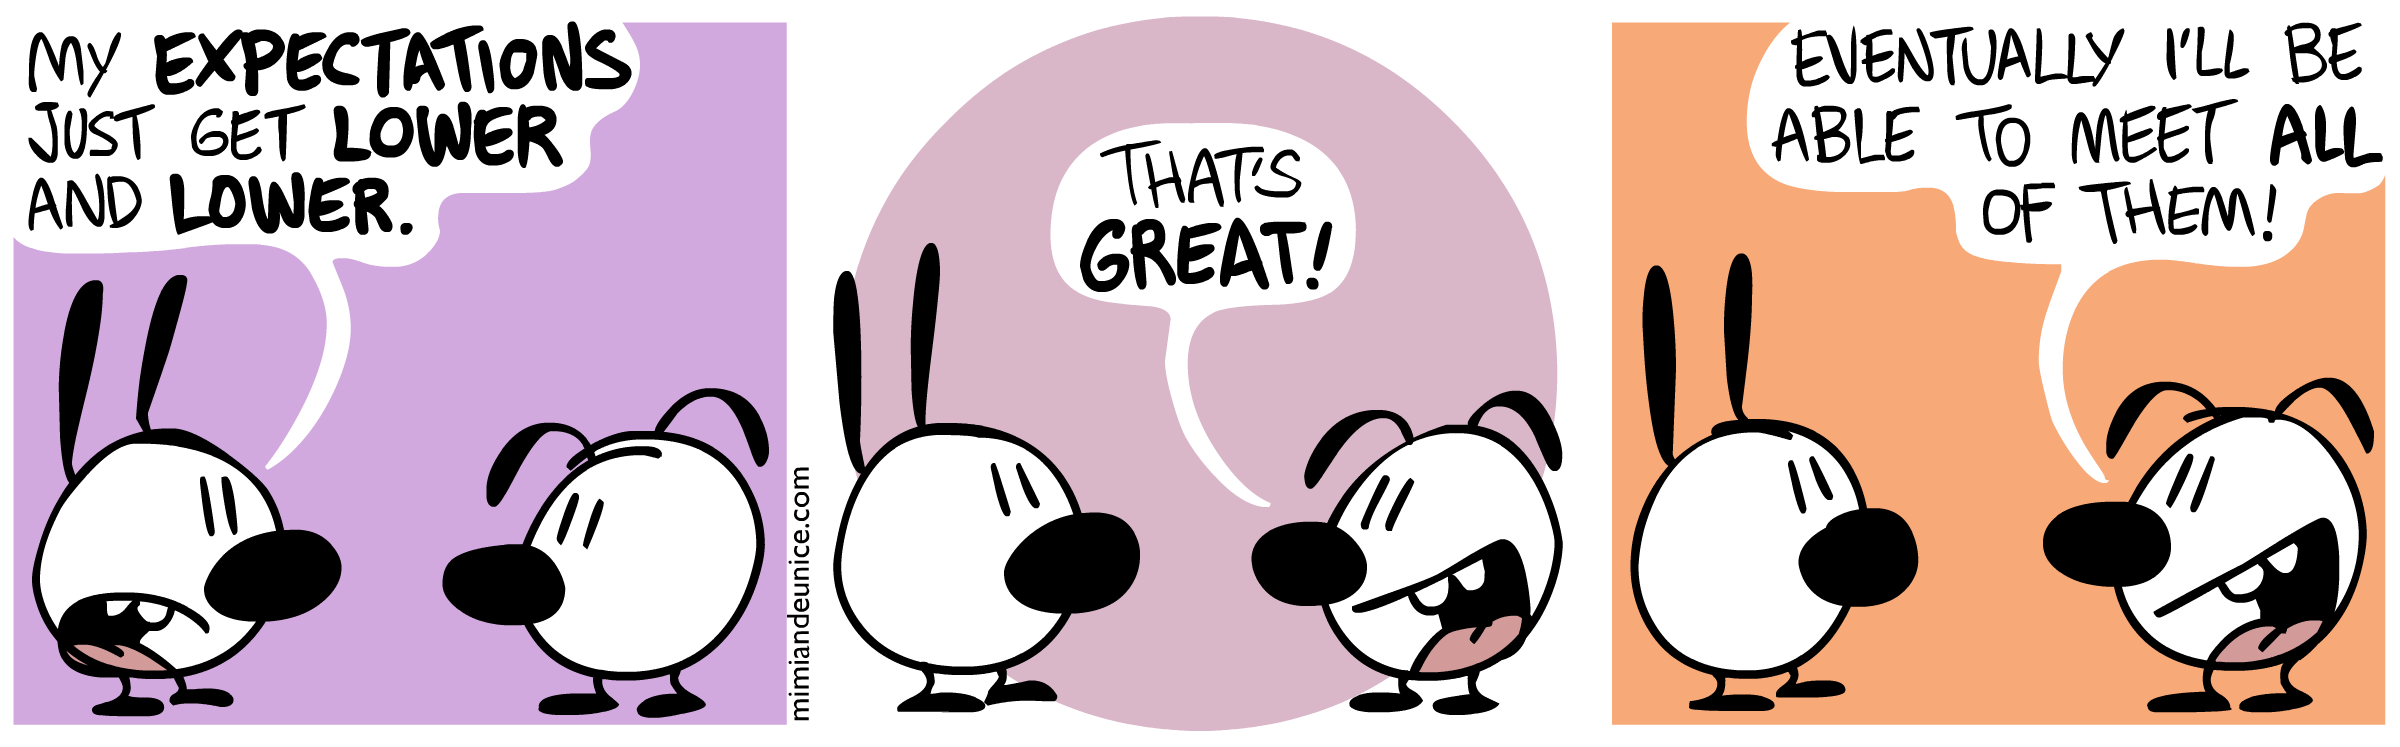 MY EXPECTATIONS
JUST GET LOWER
AND LOWER.
THAT'S
GREAT!
EVENTUALLY I'LL BE
ABLE TO MEET ALL
OF THEM!
mimiandeunice.com